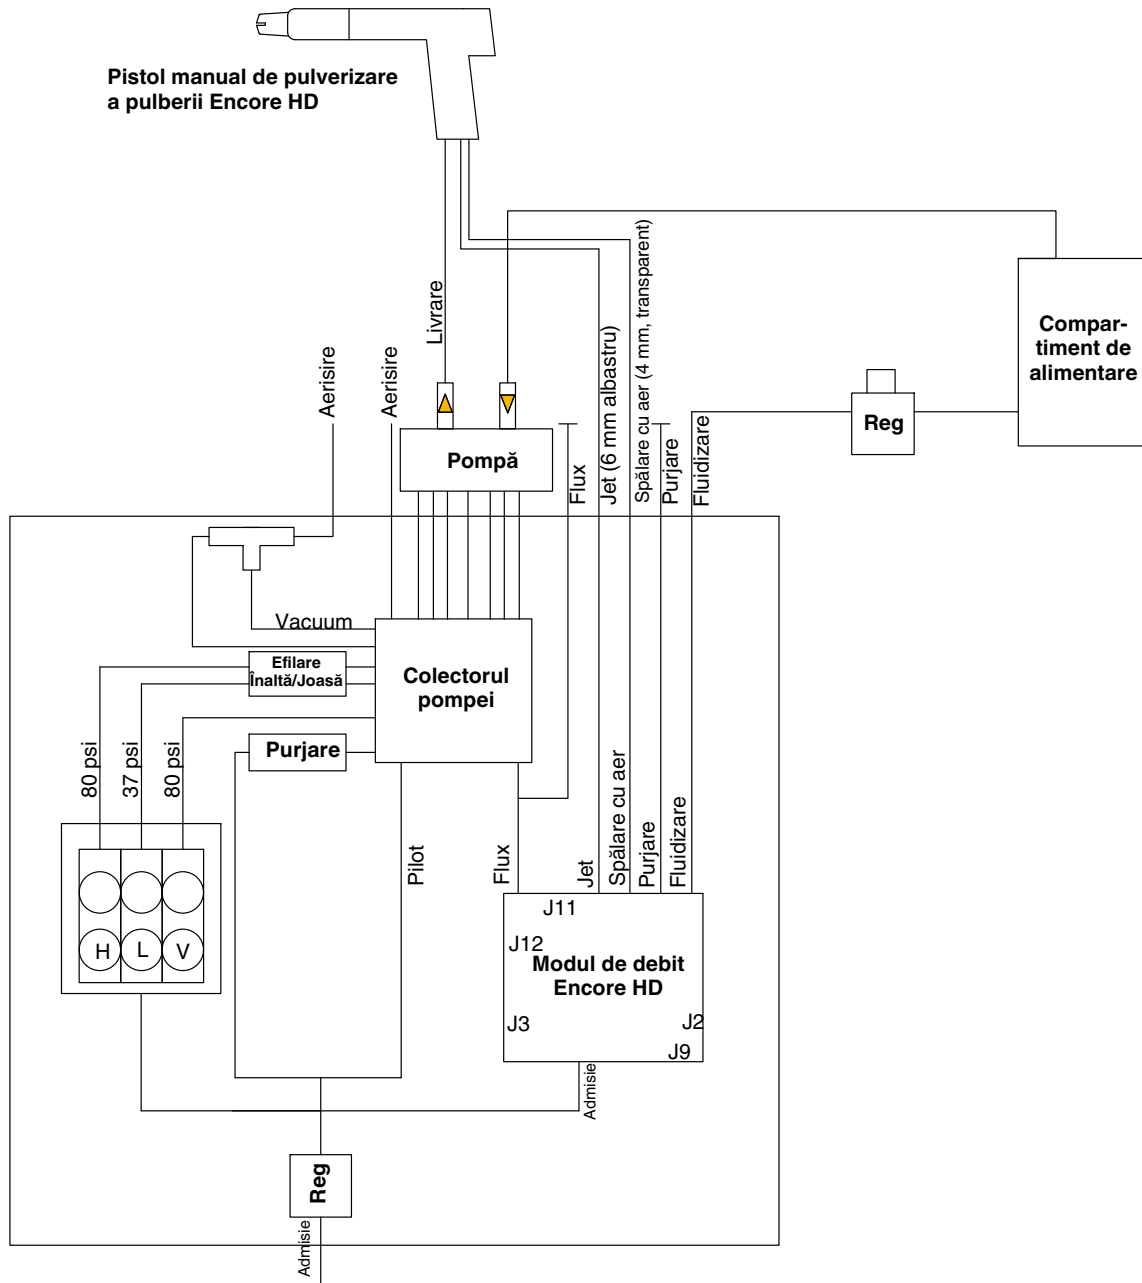 Pistol manual de pulverizare
a pulberii Encore HD
Livrare
Aerisire
Aerisire
Flux
Jet (6 mm albastru)
Spălare cu aer (4 mm, transparent)
Purjare
Fluidizare
Compar-
timent de
alimentare
Reg
Pompă
Vacuum
Efilare
Înaltă/Joasă
Colectorul
pompei
Purjare
80 psi
37 psi
80 psi
Pilot
Flux
Jet
Spălare cu aer
Purjare
Fluidizare
H
L
V
J11
J12
Modul de debit
Encore HD
J3
J2
J9
Admisie
Reg
Admisie